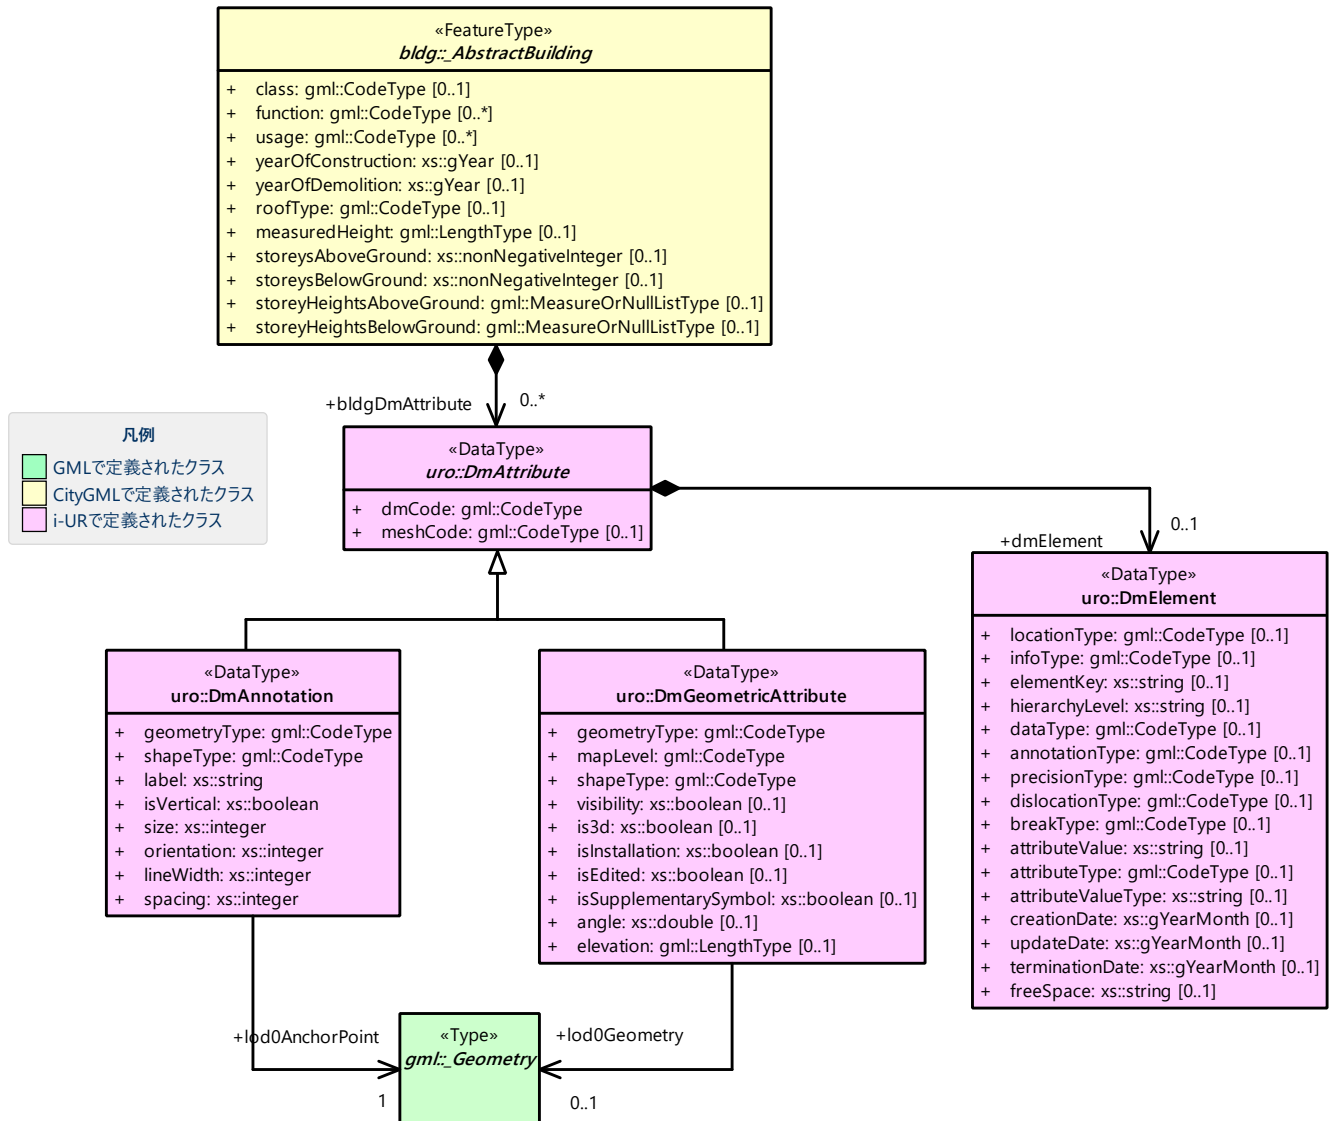 «FeatureType»
bldg::_AbstractBuilding
+ class: gml::CodeType [0..1]
+ function: gml::CodeType [0..*]
+ usage: gml::CodeType [0..*]
+ yearOfConstruction: xs::gYear [0..1]
+ yearOfDemolition: xs::gYear [0..1]
+ roofType: gml::CodeType [0..1]
+ measuredHeight: gml::LengthType [0..1]
+ storeysAboveGround: xs::nonNegativeInteger [0..1]
+ storeysBelowGround: xs::nonNegativeInteger [0..1]
+ storeyHeightsAboveGround: gml::MeasureOrNullListType [0..1]
+ storeyHeightsBelowGround: gml::MeasureOrNullListType [0..1]
+bldgDmAttribute
0..*
凡例
GMLで定義されたクラス
CityGMLで定義されたクラス
i-URで定義されたクラス
«DataType»
uro::DmAttribute
+ dmCode: gml::CodeType
+ meshCode: gml::CodeType [0..1]
+dmElement
0..1
«DataType»
uro::DmElement
+ locationType: gml::CodeType [0..1]
+ infoType: gml::CodeType [0..1]
+ elementKey: xs::string [0..1]
+ hierarchyLevel: xs::string [0..1]
+ dataType: gml::CodeType [0..1]
+ annotationType: gml::CodeType [0..1]
+ precisionType: gml::CodeType [0..1]
+ dislocationType: gml::CodeType [0..1]
+ breakType: gml::CodeType [0..1]
+ attributeValue: xs::string [0..1]
+ attributeType: gml::CodeType [0..1]
+ attributeValueType: xs::string [0..1]
+ creationDate: xs::gYearMonth [0..1]
+ updateDate: xs::gYearMonth [0..1]
+ terminationDate: xs::gYearMonth [0..1]
+ freeSpace: xs::string [0..1]
«DataType»
uro::DmAnnotation
+ geometryType: gml::CodeType
+ shapeType: gml::CodeType
+ label: xs::string
+ isVertical: xs::boolean
+ size: xs::integer
+ orientation: xs::integer
+ lineWidth: xs::integer
+ spacing: xs::integer
«DataType»
uro::DmGeometricAttribute
+ geometryType: gml::CodeType
+ mapLevel: gml::CodeType
+ shapeType: gml::CodeType
+ visibility: xs::boolean [0..1]
+ is3d: xs::boolean [0..1]
+ isInstallation: xs::boolean [0..1]
+ isEdited: xs::boolean [0..1]
+ isSupplementarySymbol: xs::boolean [0..1]
+ angle: xs::double [0..1]
+ elevation: gml::LengthType [0..1]
+lod0AnchorPoint
1
«Type»
gml::_Geometry
+lod0Geometry
0..1